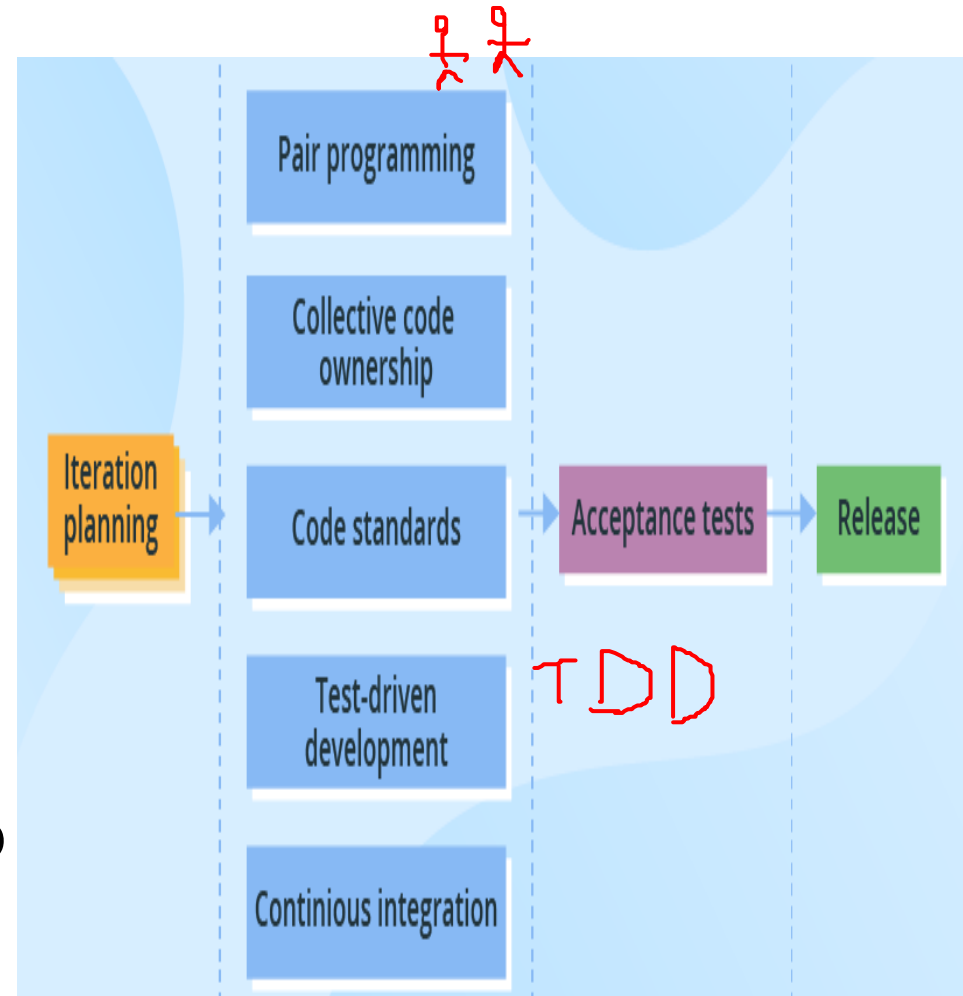 Pair programming
Collective code
ownership
Iteration
planning
Code standards
Acceptance tests
Release
Test-driven
development
TDD
Continious integration